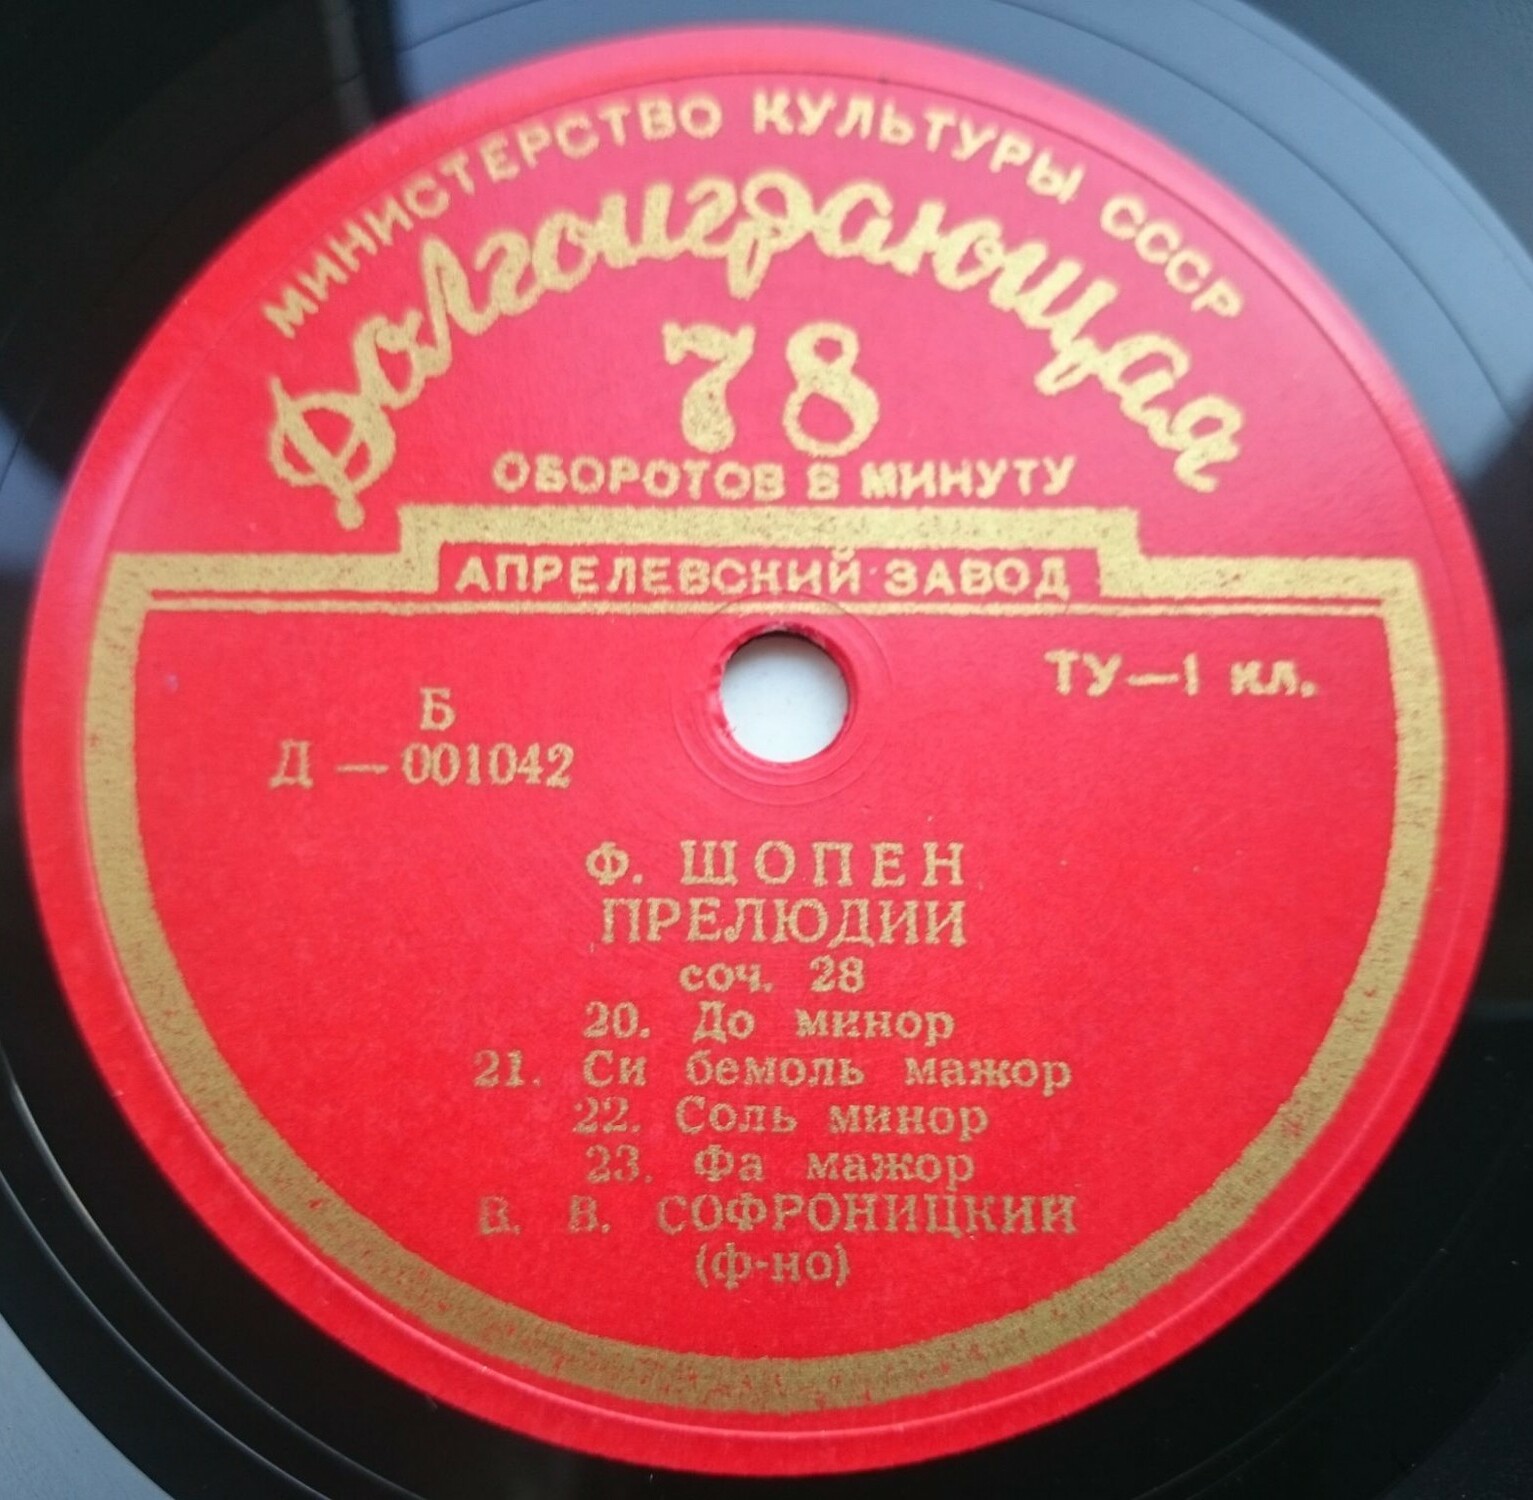 МИНИСТЕРСТВО КУЛЬТУРЫ СССР
Долгоиграющая
78
ОБОРОТОВ В МИНУТУ
АПРЕЛЕВСКИЙ ЗАВОД
ТУ—1 кл.
Б
Д — 001042
Ф. ШОПЕН
ПРЕЛЮДИИ
соч. 28
20. До минор
21. Си бемоль мажор
22. Соль минор
23. Фа мажор
В. В. СОФРОНИЦКИЙ
(ф-но)